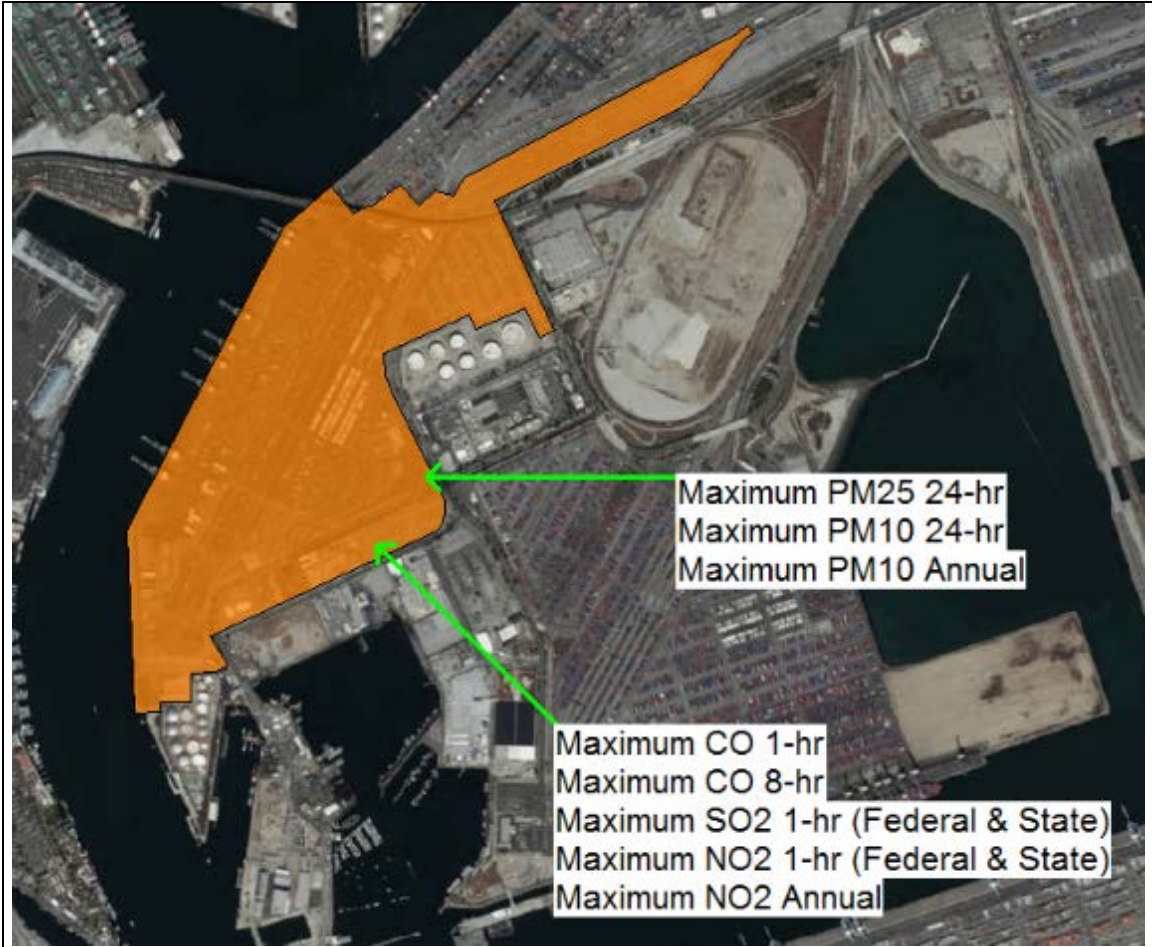 Maximum PM25 24-hr
Maximum PM10 24-hr
Maximum PM10 Annual
Maximum CO 1-hr
Maximum CO 8-hr
Maximum SO2 1-hr (Federal & State)
Maximum NO2 1-hr (Federal & State)
Maximum NO2 Annual